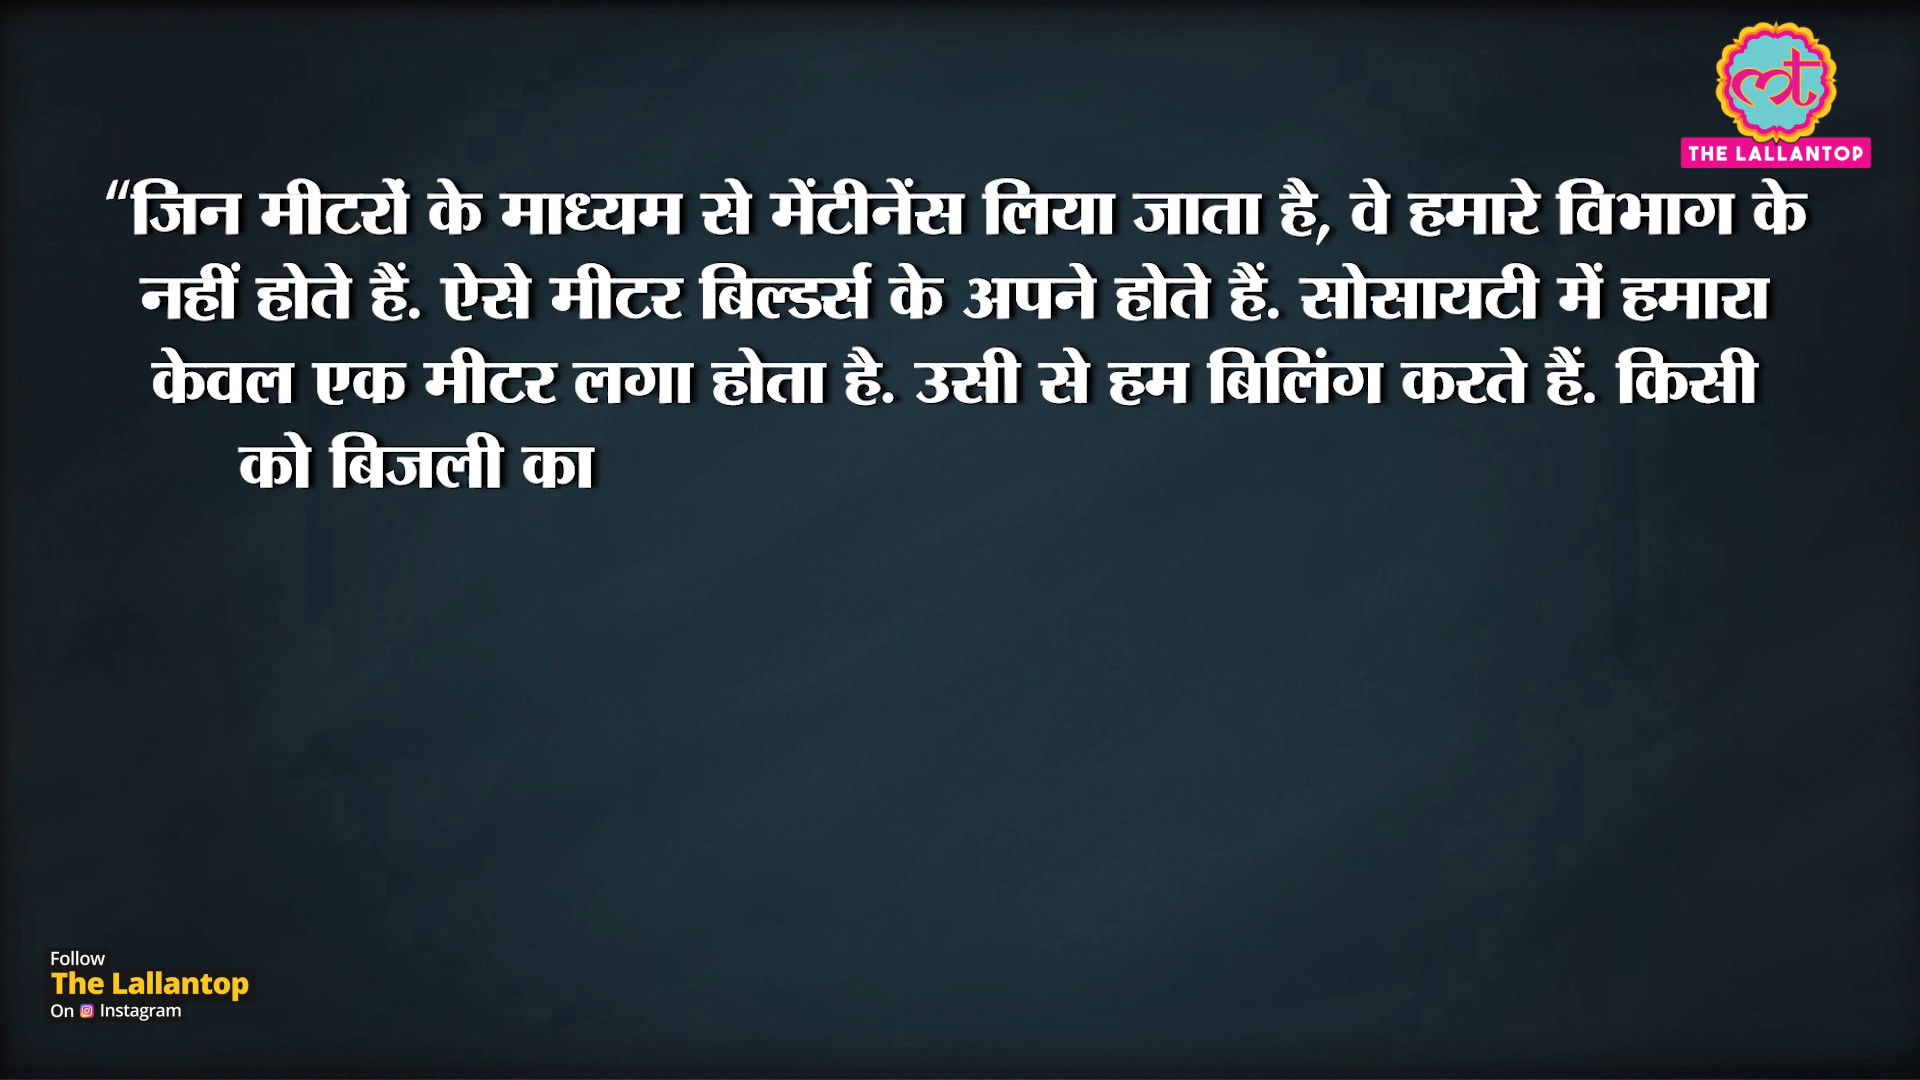 THE LALLANTOP
“जिन मीटरों के माध्यम से मेंटीनेंस लिया जाता है, वे हमारे विभाग के
नहीं होते हैं. ऐसे मीटर बिल्डर्स के अपने होते हैं. सोसायटी में हमारा
केवल एक मीटर लगा होता है. उसी से हम बिलिंग करते हैं. किसी
को बिजली का
Follow
The Lallantop
On Instagram